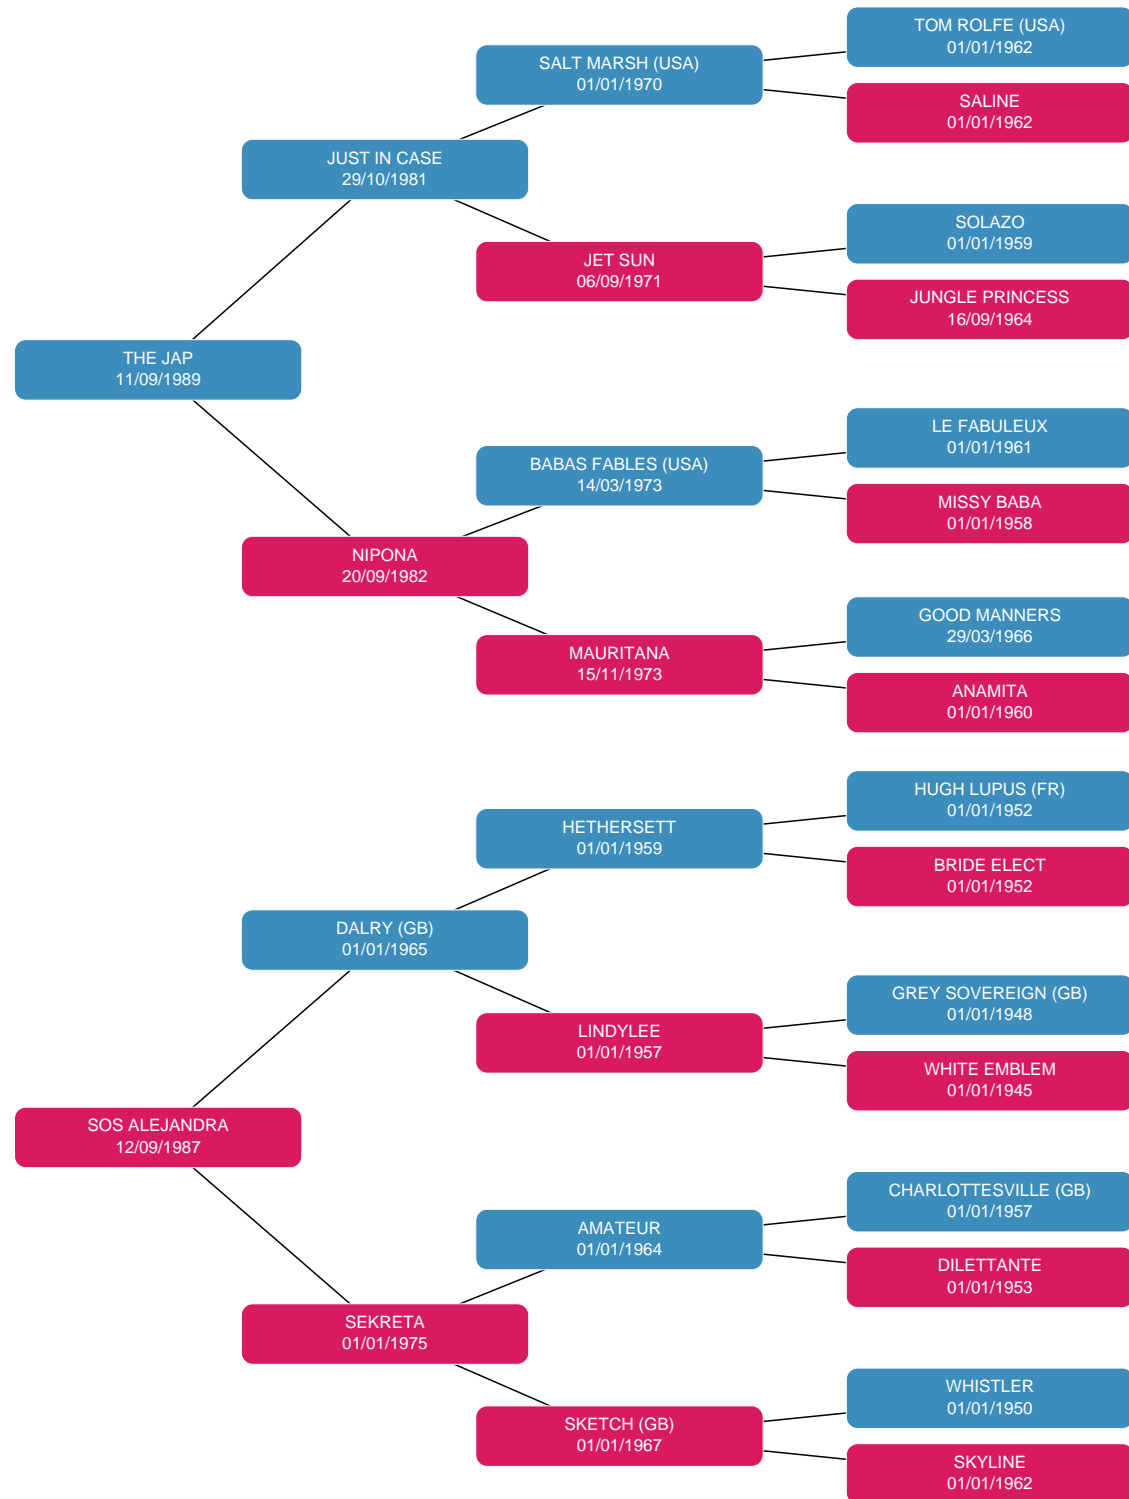 TOM ROLFE (USA)
01/01/1962
SALT MARSH (USA)
01/01/1970
SALINE
01/01/1962
JUST IN CASE
29/10/1981
SOLAZO
01/01/1959
JET SUN
06/09/1971
JUNGLE PRINCESS
16/09/1964
THE JAP
11/09/1989
LE FABULEUX
01/01/1961
BABAS FABLES (USA)
14/03/1973
MISSY BABA
01/01/1958
NIPONA
20/09/1982
GOOD MANNERS
29/03/1966
MAURITANA
15/11/1973
ANAMITA
01/01/1960
HUGH LUPUS (FR)
01/01/1952
HETHERSETT
01/01/1959
BRIDE ELECT
01/01/1952
DALRY (GB)
01/01/1965
GREY SOVEREIGN (GB)
01/01/1948
LINDYLEE
01/01/1957
WHITE EMBLEM
01/01/1945
SOS ALEJANDRA
12/09/1987
CHARLOTTESVILLE (GB)
01/01/1957
AMATEUR
01/01/1964
DILETTANTE
01/01/1953
SEKRETA
01/01/1975
WHISTLER
01/01/1950
SKETCH (GB)
01/01/1967
SKYLINE
01/01/1962